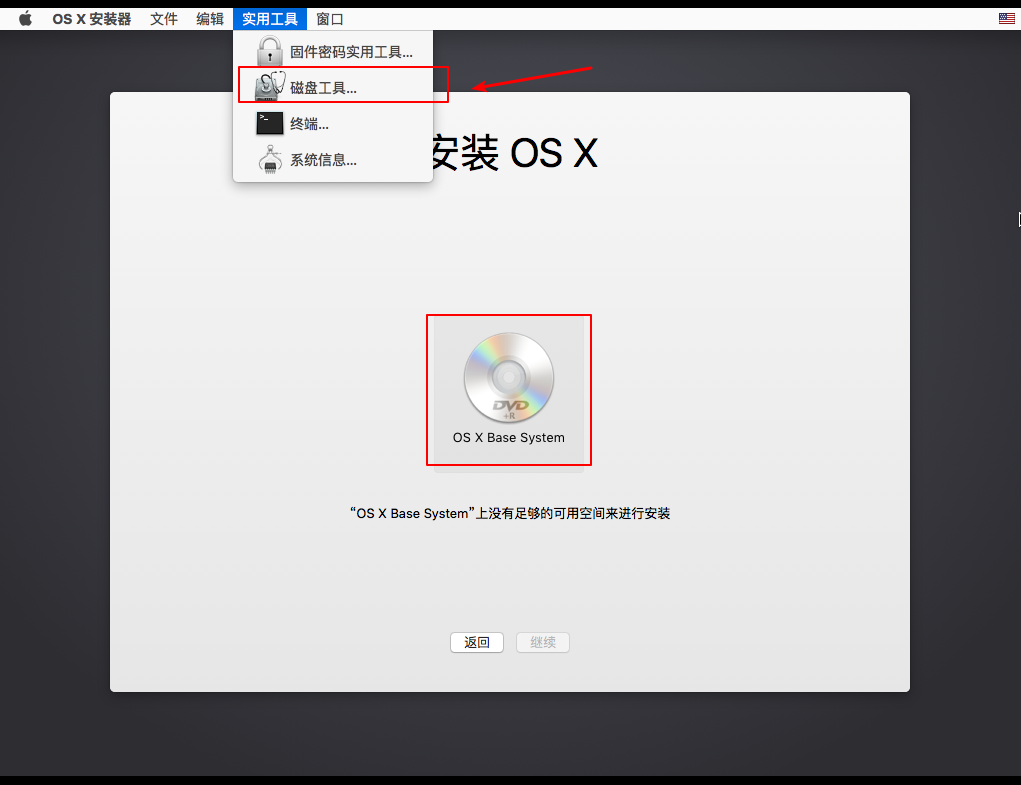 OS X 安装器 文件 编辑 实用工具 窗口
固件密码实用工具...
磁盘工具...
终端...
系统信息...
安装 OS X
DVD
+R
OS X Base System
“OS X Base System”上没有足够的可用空间来进行安装
返回 继续